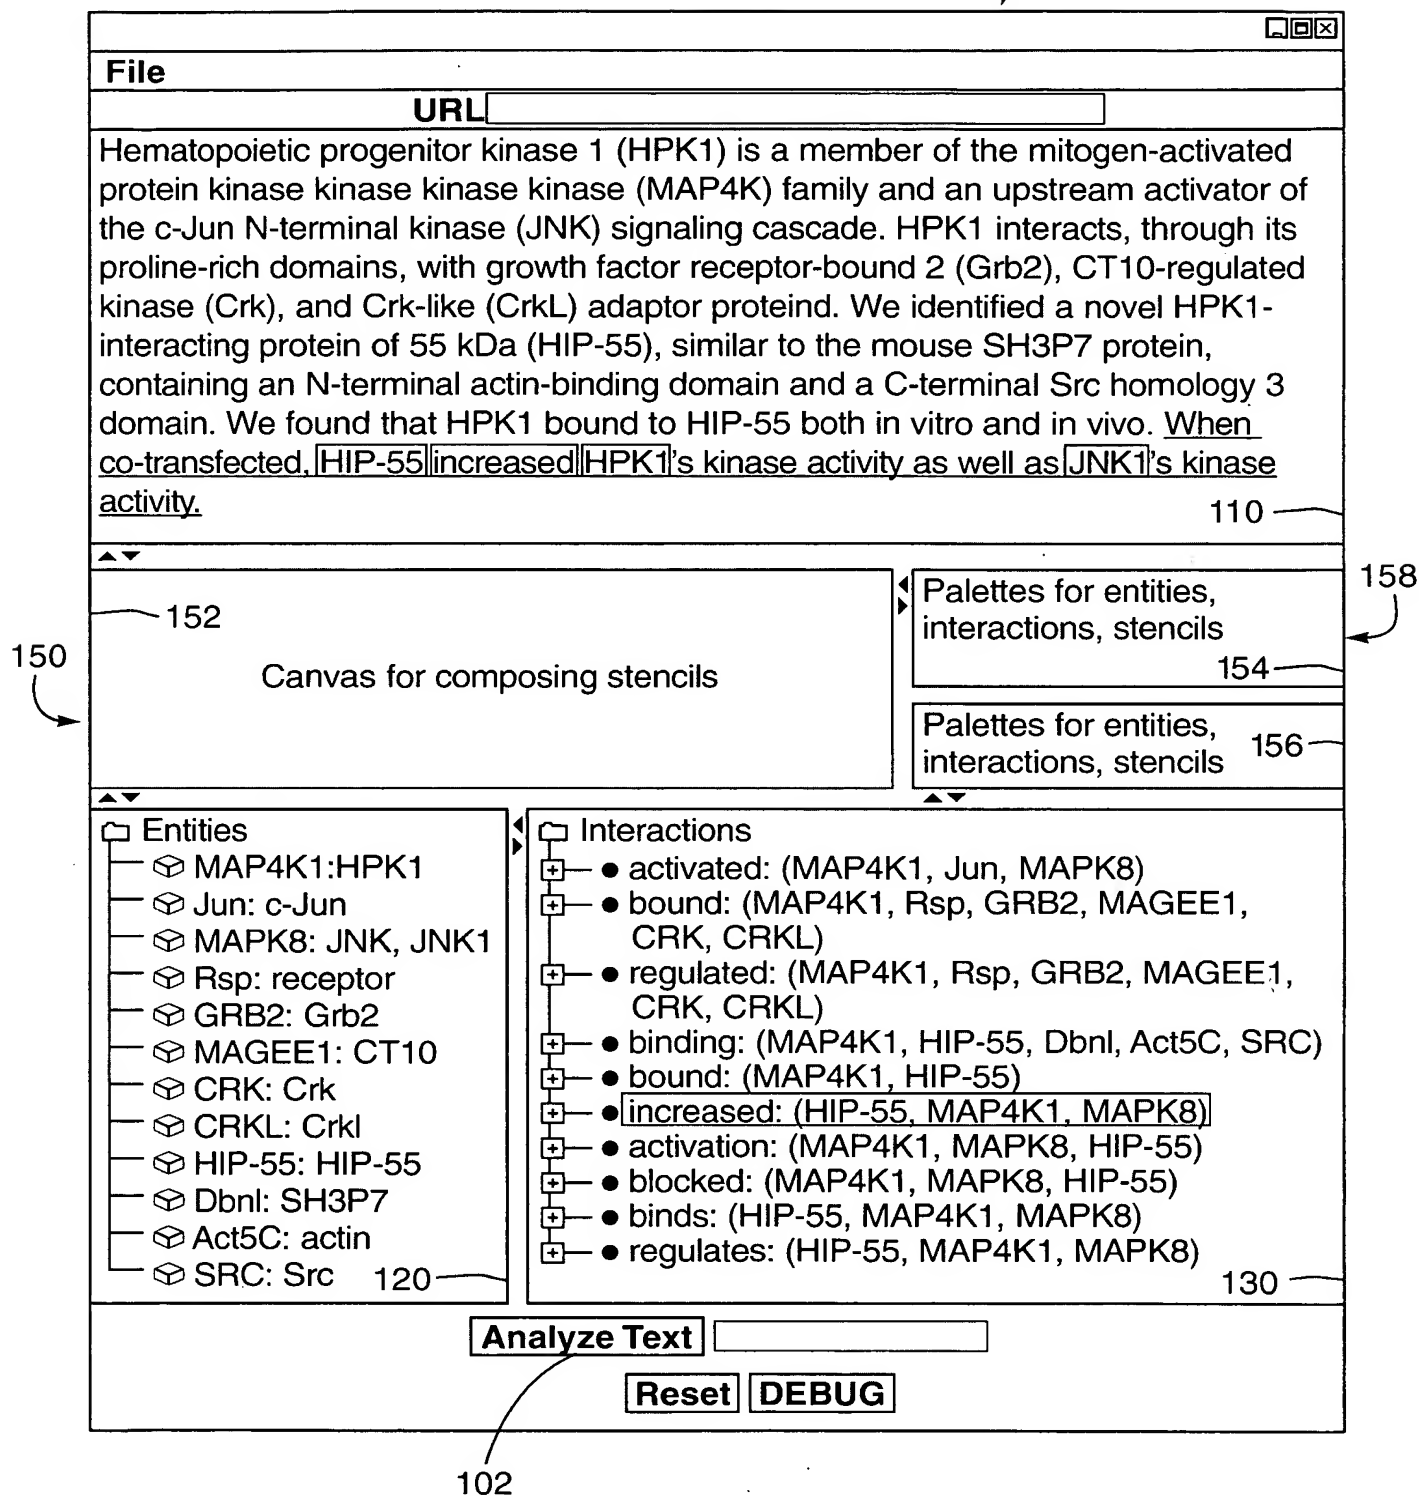 File
URL
Hematopoietic progenitor kinase 1 (HPK1) is a member of the mitogen-activated
protein kinase kinase kinase kinase (MAP4K) family and an upstream activator of
the c-Jun N-terminal kinase (JNK) signaling cascade. HPK1 interacts, through its
proline-rich domains, with growth factor receptor-bound 2 (Grb2), CT10-regulated
kinase (Crk), and Crk-like (CrkL) adaptor proteind. We identified a novel HPK1-
interacting protein of 55 kDa (HIP-55), similar to the mouse SH3P7 protein,
containing an N-terminal actin-binding domain and a C-terminal Src homology 3
domain. We found that HPK1 bound to HIP-55 both in vitro and in vivo. When
co-transfected, HIP-55 increased HPK1's kinase activity as well as JNK1's kinase
activity.
110
152
Canvas for composing stencils
150
Palettes for entities,
interactions, stencils
154
158
Palettes for entities,
interactions, stencils
156
Entities
MAP4K1:HPK1
Jun: c-Jun
MAPK8: JNK, JNK1
Rsp: receptor
GRB2: Grb2
MAGEE1: CT10
CRK: Crk
CRKL: Crkl
HIP-55: HIP-55
Dbnl: SH3P7
Act5C: actin
SRC: Src
120
Interactions
activated: (MAP4K1, Jun, MAPK8)
bound: (MAP4K1, Rsp, GRB2, MAGEE1,
CRK, CRKL)
regulated: (MAP4K1, Rsp, GRB2, MAGEE1,
CRK, CRKL)
binding: (MAP4K1, HIP-55, Dbnl, Act5C, SRC)
bound: (MAP4K1, HIP-55)
increased: (HIP-55, MAP4K1, MAPK8)
activation: (MAP4K1, MAPK8, HIP-55)
blocked: (MAP4K1, MAPK8, HIP-55)
binds: (HIP-55, MAP4K1, MAPK8)
regulates: (HIP-55, MAP4K1, MAPK8)
130
Analyze Text
Reset DEBUG
102